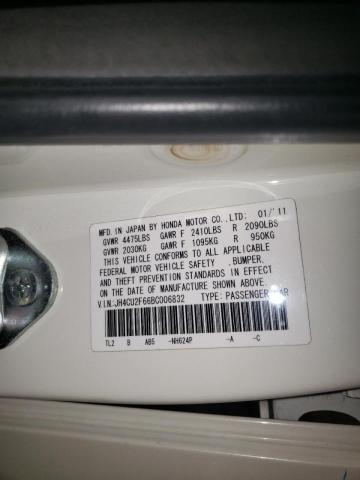 MFD. IN JAPAN BY HONDA MOTOR CO., LTD: 01/'11
GVWR 4475LBS GAWR F 2410LBS R 2090LBS
GVWR 2030KG GAWR F 1095KG R 950KG
THIS VEHICLE CONFORMS TO ALL APPLICABLE
FEDERAL MOTOR VEHICLE SAFETY ,BUMPER,
AND THEFT PREVENTION STANDARDS IN EFFECT
ON THE DATE OF MANUFACTURE SHOWN ABOVE.
V.I.N:JH4CU2F66BC006832 TYPE: PASSENGER CAR
TL2 B AB5 -NH624P -A -C